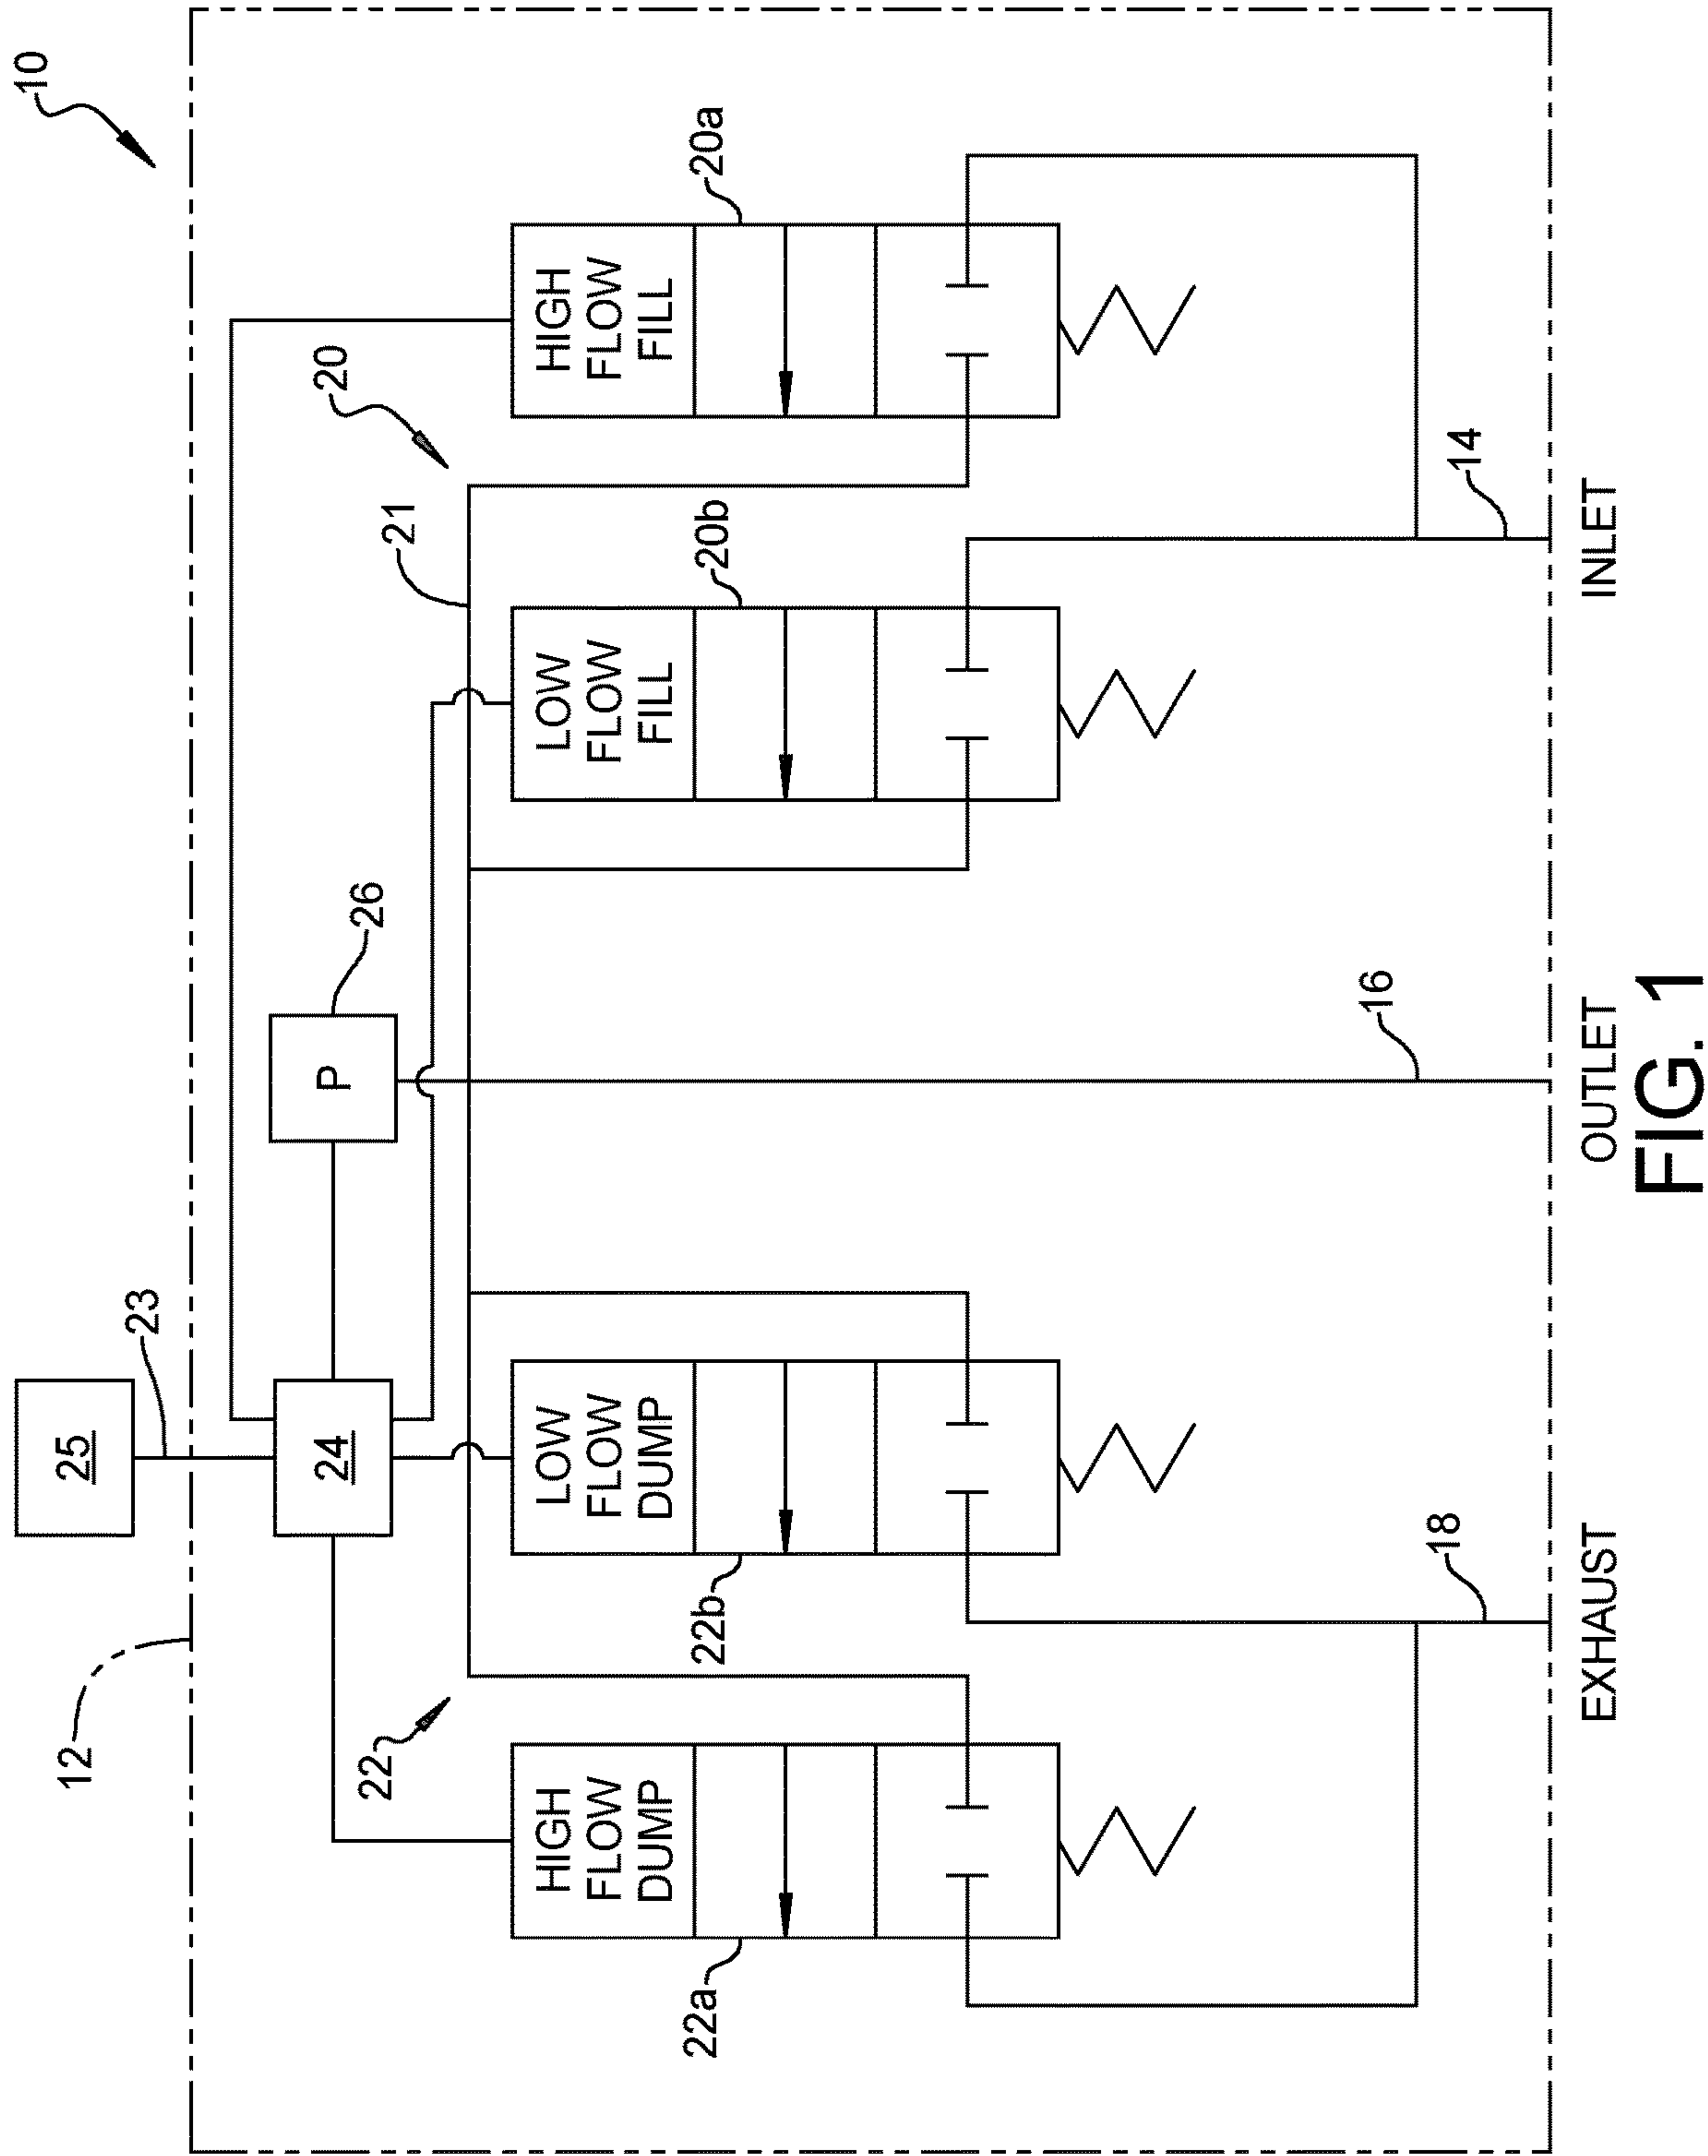 10
12
25
23
24
P
26
20
21
22
HIGH
FLOW
DUMP
22a
LOW
FLOW
DUMP
22b
LOW
FLOW
FILL
20b
HIGH
FLOW
FILL
20a
18
16
14
EXHAUST
OUTLET
INLET
FIG. 1